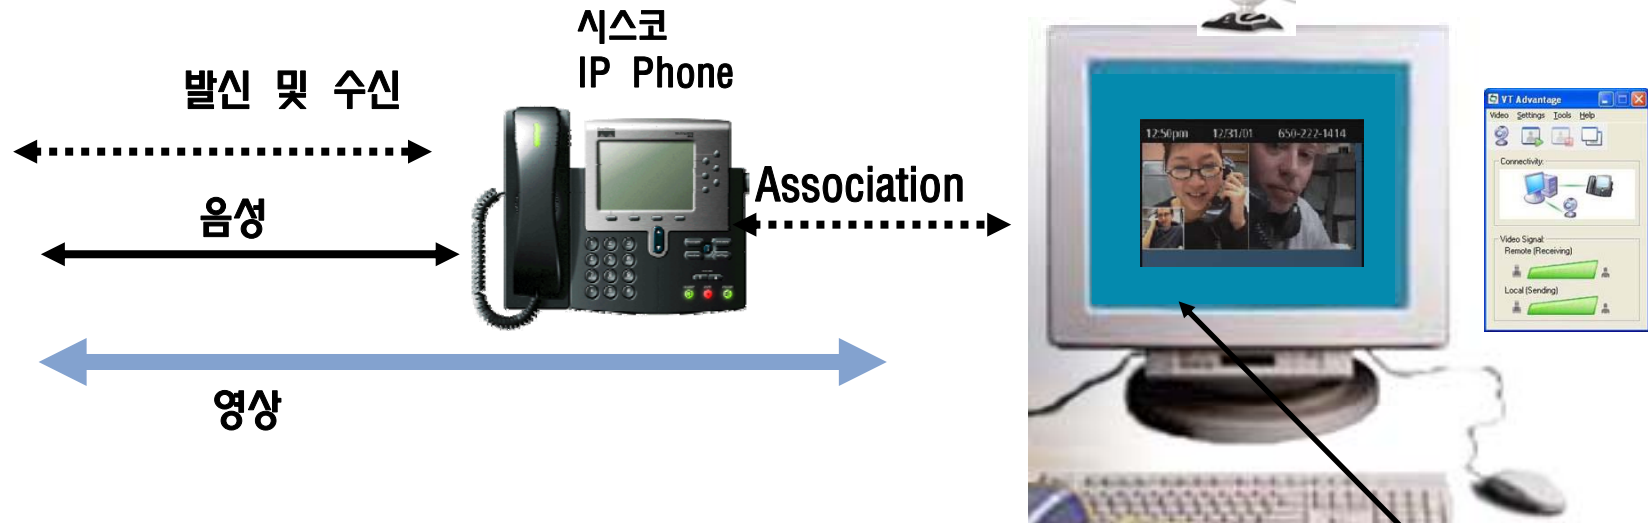 시스코
IP Phone
발신 및 수신
음성
Association
영상
12:50pm 12/31/01 650-222-1414
VT Advantage
Video Settings Tools Help
Connectivity:
Video Signal:
Remote (Receiving)
Local (Sending)